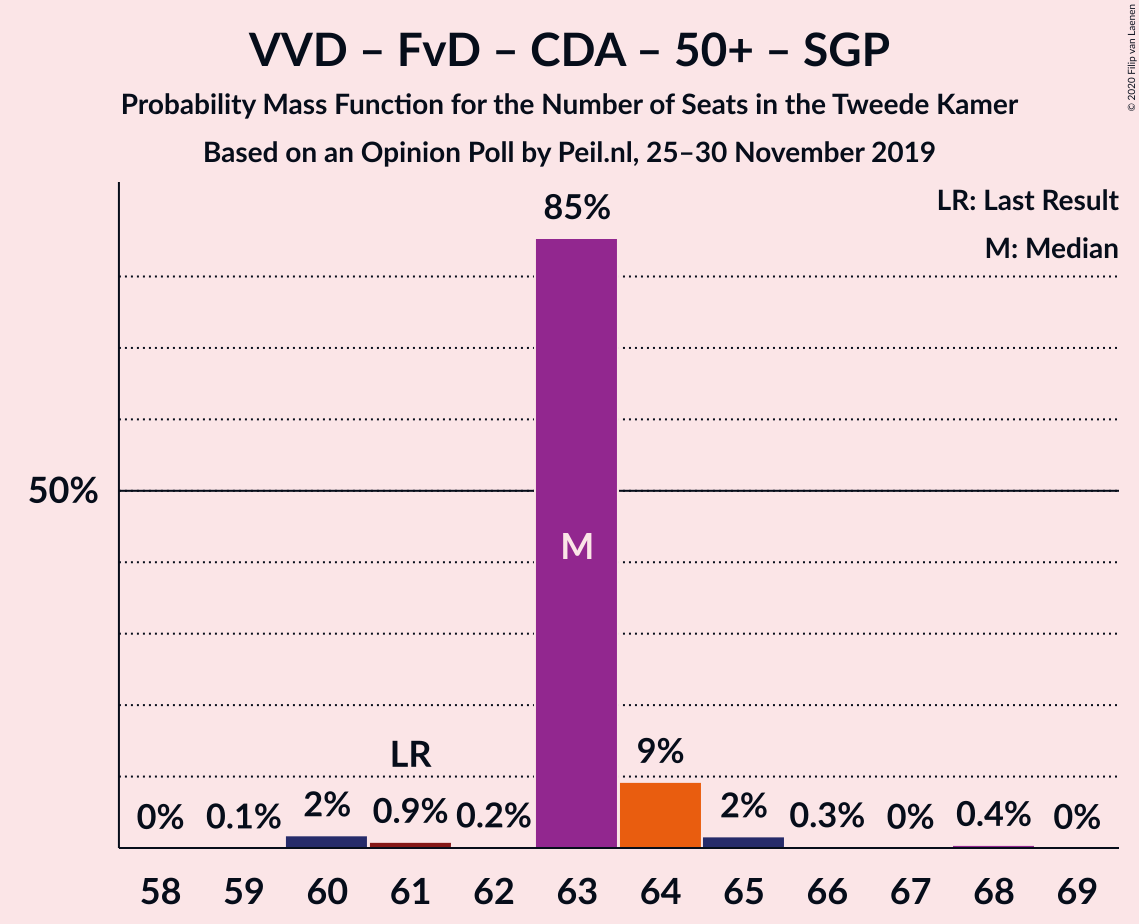 VVD – FvD – CDA – 50+ – SGP
Probability Mass Function for the Number of Seats in the Tweede Kamer
Based on an Opinion Poll by Peil.nl, 25–30 November 2019
© 2020 Filip van Laenen
LR: Last Result
M: Median
85%
50%
M
LR
9%
0% 0.1% 2% 0.9% 0.2% 2% 0.3% 0% 0.4% 0%
58 59 60 61 62 63 64 65 66 67 68 69